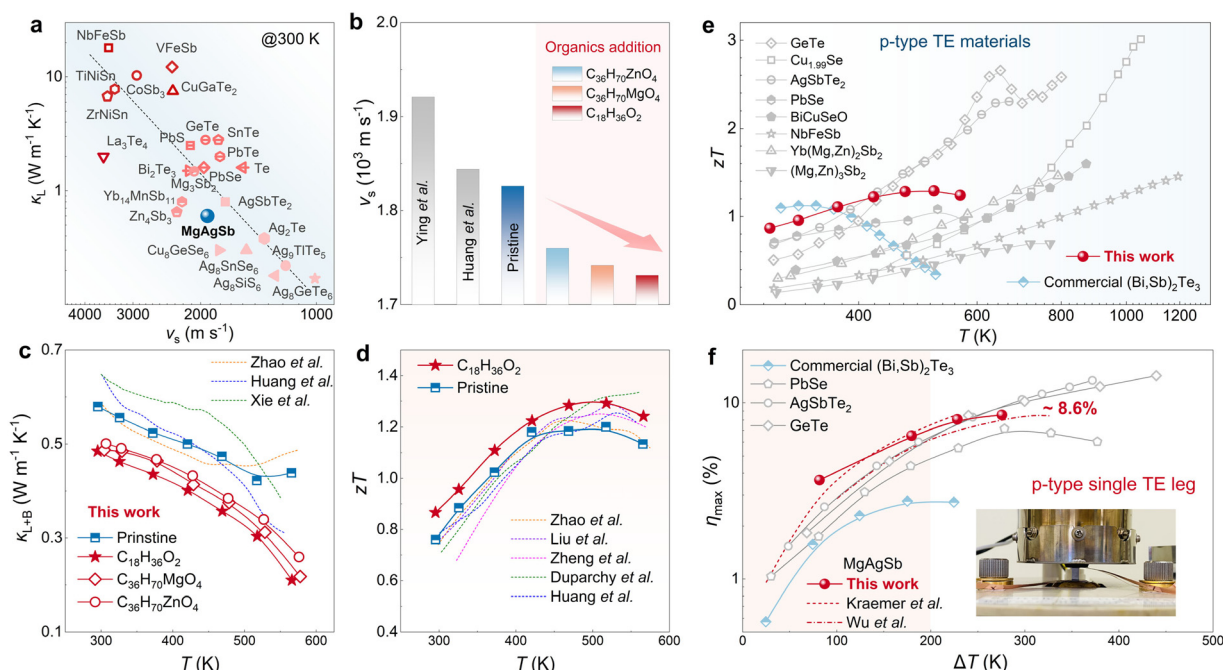 a
@300 K
NbFeSb
VFeSb
TiNiSn
CoSb3
CuGaTe2
ZrNiSn
GeTe
SnTe
PbS
La3Te4
PbTe
Bi2Te3
Te
PbSe
Mg3Sb2
Yb14MnSb11
AgSbTe2
Zn4Sb3
MgAgSb
Ag2Te
Cu8GeSe6
Ag9TlTe5
Ag8SnSe6
Ag8SiS6
Ag8GeTe6
κL (W m-1 K-1)
10
1
4000
3000
2000
1000
vs (m s-1)
b
Organics addition
C36H70ZnO4
C36H70MgO4
C18H36O2
Ying et al.
Huang et al.
Pristine
vs (10³ m s-1)
2.0
1.9
1.8
1.7
c
Zhao et al.
Huang et al.
Xie et al.
This work
Prinstine
C18H36O2
C36H70MgO4
C36H70ZnO4
κL+B (W m-1 K-1)
0.7
0.5
0.3
0.1
300
400
500
600
T (K)
d
C18H36O2
Pristine
Zhao et al.
Liu et al.
Zheng et al.
Duparchy et al.
Huang et al.
zT
1.4
1.2
1.0
0.8
0.6
0.4
0.2
300
400
500
600
T (K)
e
p-type TE materials
GeTe
Cu1.99Se
AgSbTe2
PbSe
BiCuSeO
NbFeSb
Yb(Mg,Zn)2Sb2
(Mg,Zn)3Sb2
This work
Commercial (Bi,Sb)2Te3
zT
3
2
1
0
400
600
800
1000
1200
T (K)
f
Commercial (Bi,Sb)2Te3
PbSe
AgSbTe2
GeTe
~ 8.6%
p-type single TE leg
MgAgSb
This work
Kraemer et al.
Wu et al.
ηmax (%)
10
1
0
100
200
300
400
500
ΔT (K)